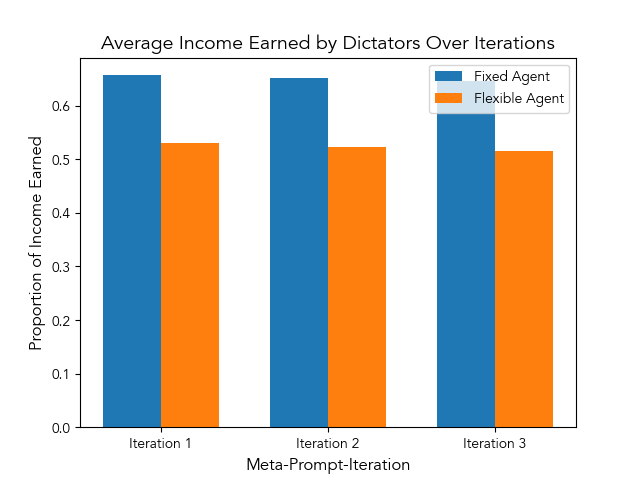 Average Income Earned by Dictators Over Iterations
Fixed Agent
Flexible Agent
Proportion of Income Earned
0.6
0.5
0.4
0.3
0.2
0.1
0.0
Iteration 1
Iteration 2
Iteration 3
Meta-Prompt-Iteration